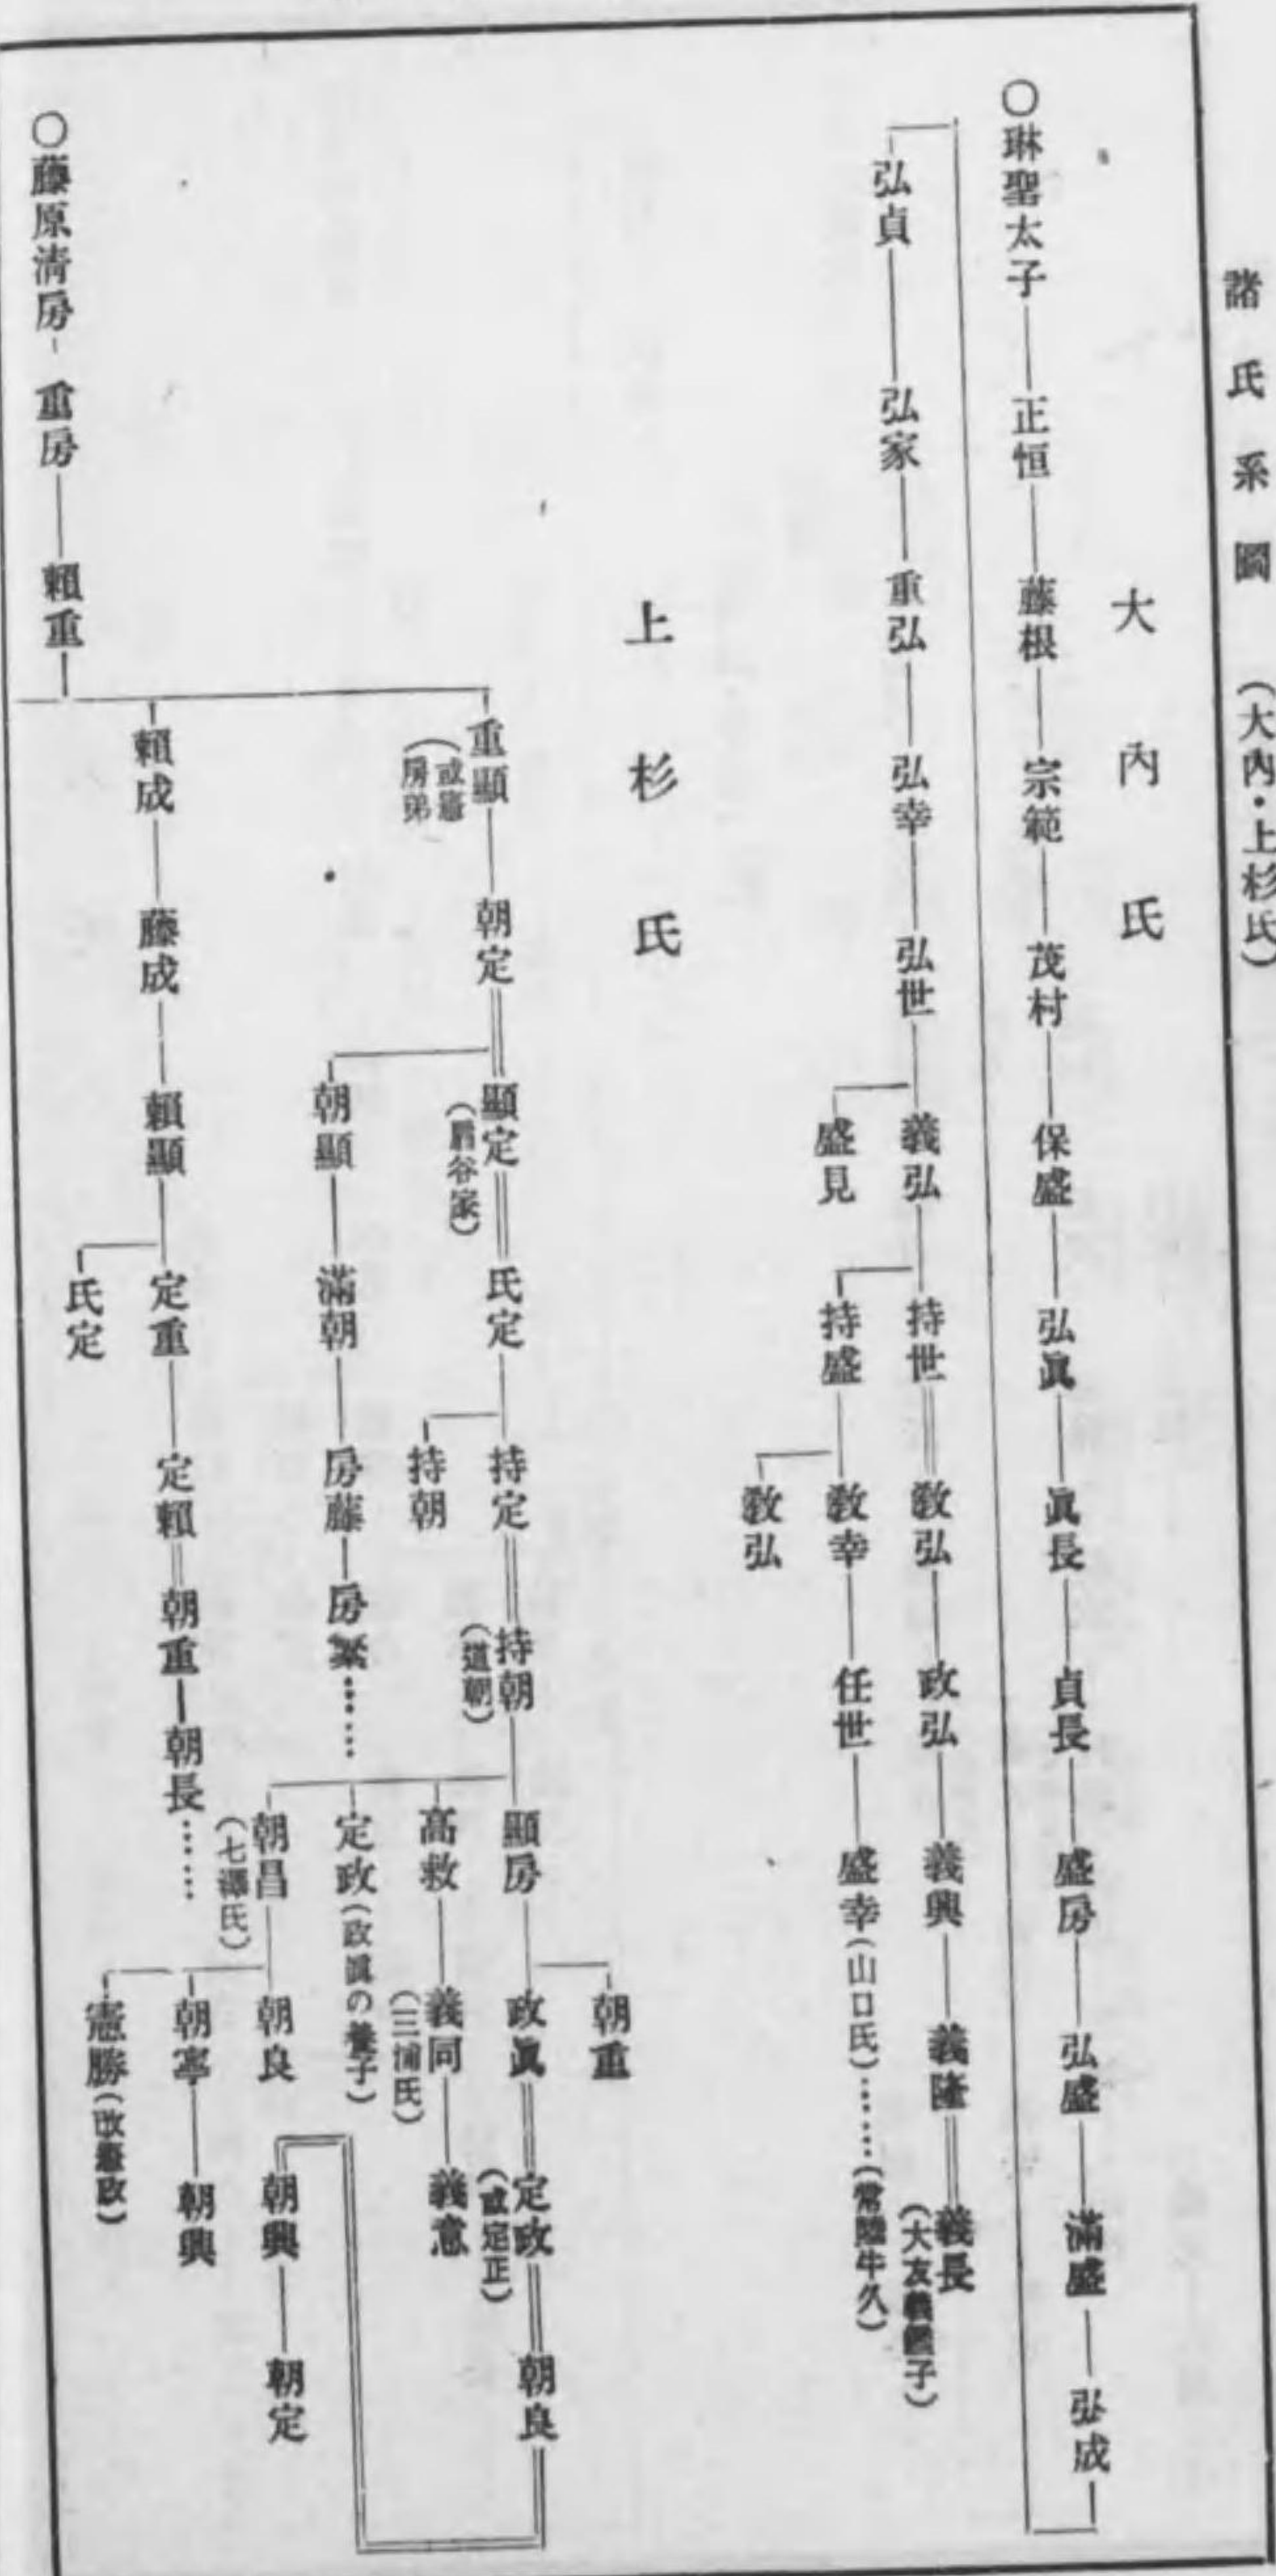 諸氏系圖 (大內・上杉氏)
大內氏
○琳聖太子―正恒―藤根―宗範―茂村―保盛―弘眞―眞長―貞長―盛房―弘盛―滿盛―弘成
弘貞―弘家―重弘―弘幸―弘世
義弘―持世＝敎弘―政弘―義興―義隆＝義長
(大友義鑑子)
盛見
持盛―敎幸―任世―盛幸(山口氏)……(常陸牛久)
敎弘
上杉氏
○藤原淸房―重房―賴重
朝重
重顯―朝定＝顯定＝氏定―持定＝持朝―顯房―政眞＝定政＝朝良
(或憲房弟)
(扇谷家)
(道朝)
(或定正)
持朝
高救―義同―義意
(三浦氏)
朝顯―滿朝―房藤―房繁……
定政(政眞の養子)
朝興―朝定
朝昌―朝良
(七澤氏)
朝寧―朝興
憲勝(改憲政)
賴成―藤成―賴顯―定重―定賴＝朝重―朝長……
氏定